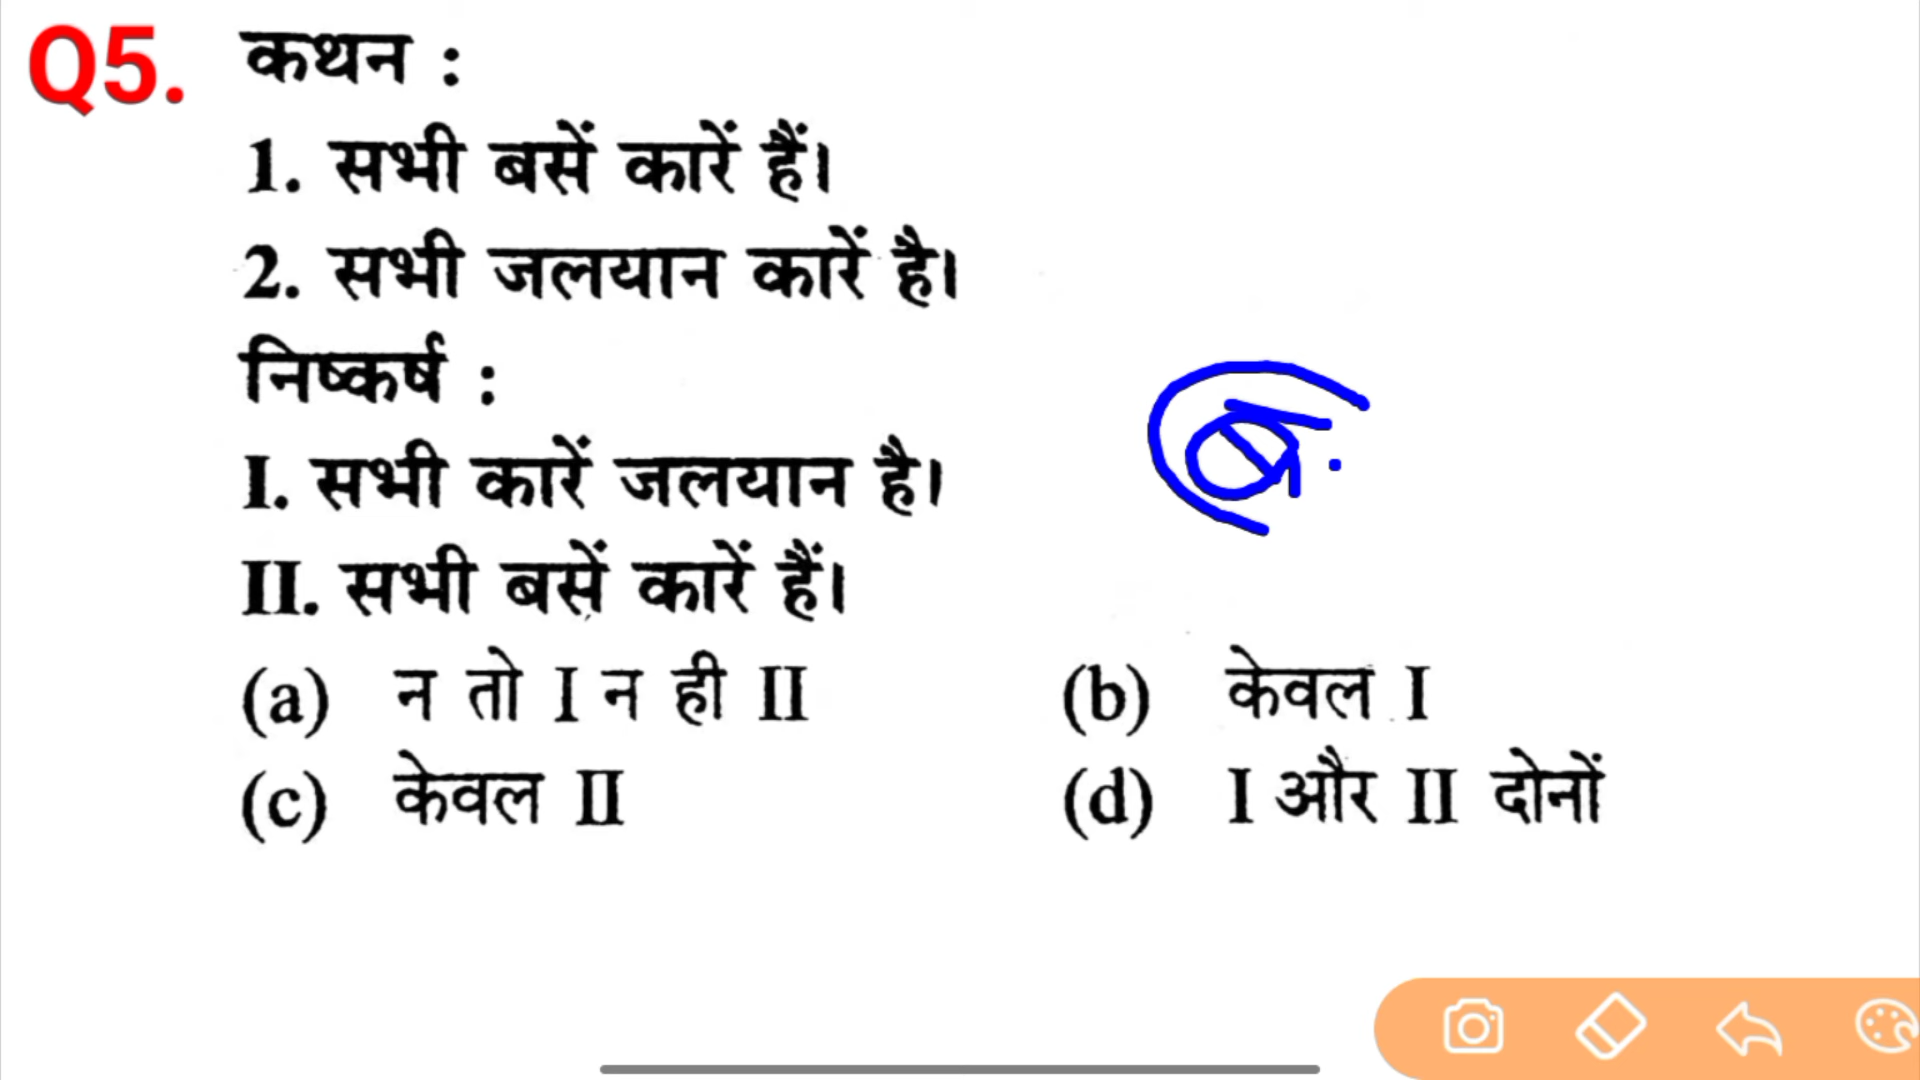 Q5. कथन :
1. सभी बसें कारें हैं।
2. सभी जलयान कारें है।
निष्कर्ष :
I. सभी कारें जलयान है।
II. सभी बसें कारें हैं।
(a) न तो I न ही II (b) केवल I
(c) केवल II (d) I और II दोनों
ब